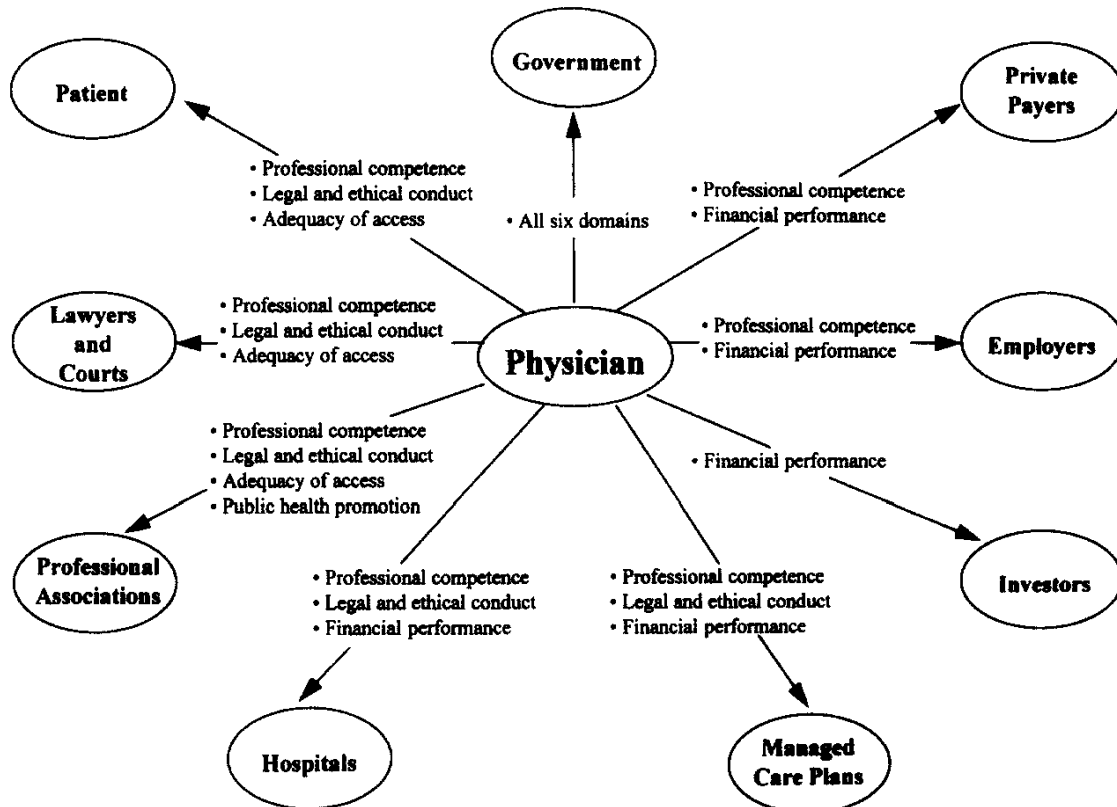 Government
Patient
Private
Payers
• Professional competence
• Legal and ethical conduct
• Adequacy of access
• All six domains
• Professional competence
• Financial performance
Lawyers
and
Courts
• Professional competence
• Legal and ethical conduct
• Adequacy of access
Physician
• Professional competence
• Financial performance
Employers
• Professional competence
• Legal and ethical conduct
• Adequacy of access
• Public health promotion
• Financial performance
Professional
Associations
• Professional competence
• Legal and ethical conduct
• Financial performance
• Professional competence
• Legal and ethical conduct
• Financial performance
Investors
Hospitals
Managed
Care Plans